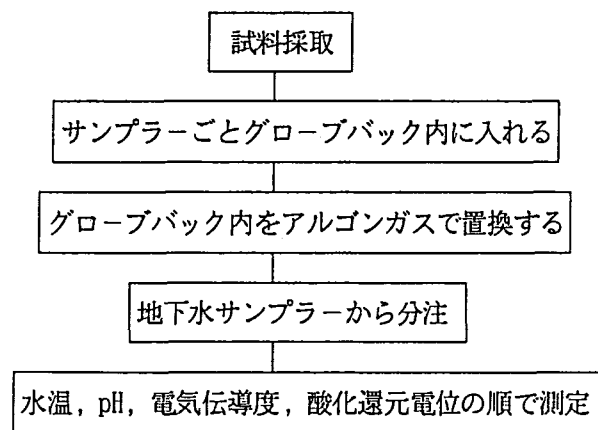 試料採取
サンプラーごとグローブバック内に入れる
グローブバック内をアルゴンガスで置換する
地下水サンプラーから分注
水温，pH，電気伝導度，酸化還元電位の順で測定